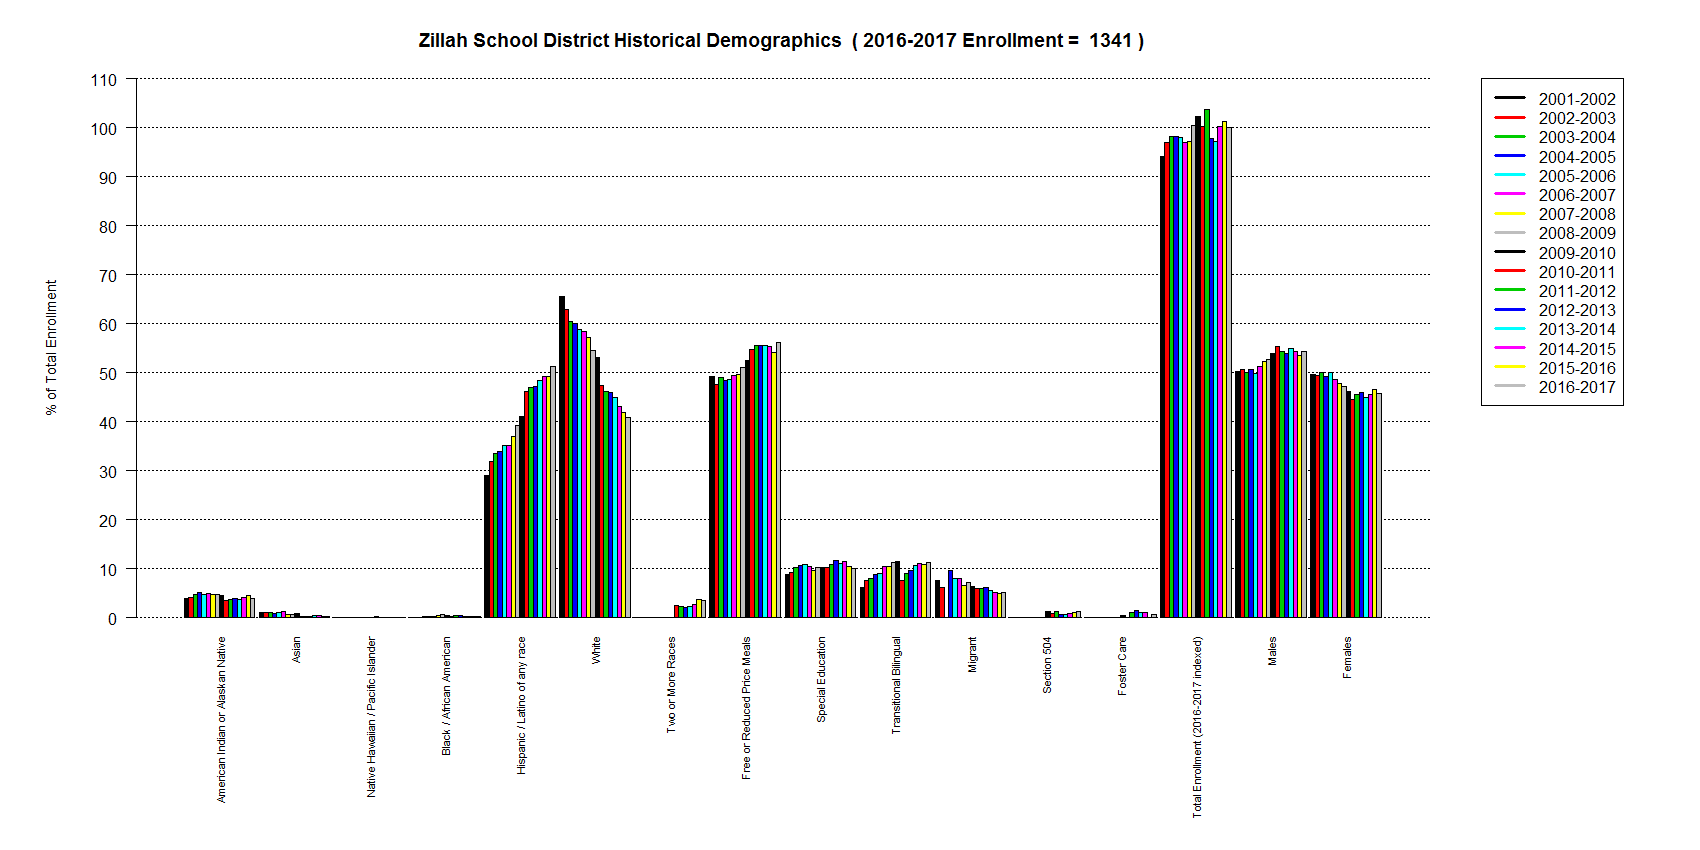 Zillah School District Historical Demographics ( 2016-2017 Enrollment = 1341 )
% of Total Enrollment
110
100
90
80
70
60
50
40
30
20
10
0
American Indian or Alaskan Native
Asian
Native Hawaiian / Pacific Islander
Black / African American
Hispanic / Latino of any race
White
Two or More Races
Free or Reduced Price Meals
Special Education
Transitional Bilingual
Migrant
Section 504
Foster Care
Total Enrollment (2016-2017 indexed)
Males
Females
2001-2002
2002-2003
2003-2004
2004-2005
2005-2006
2006-2007
2007-2008
2008-2009
2009-2010
2010-2011
2011-2012
2012-2013
2013-2014
2014-2015
2015-2016
2016-2017